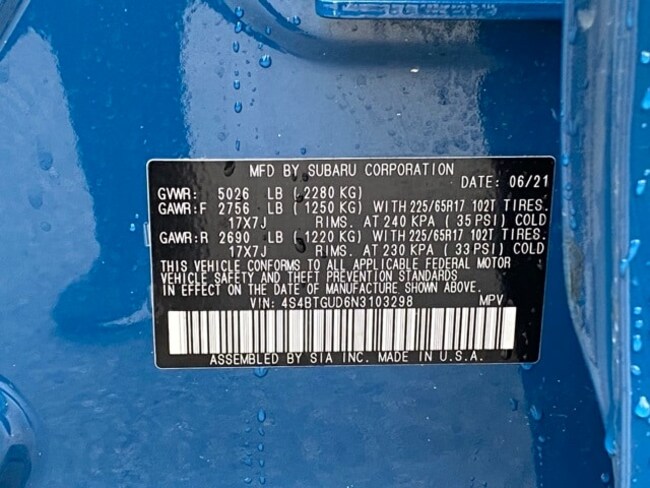 MFD BY SUBARU CORPORATION
DATE: 06/21
GVWR: 5026 LB ( 2280 KG)
GAWR:F 2756 LB ( 1250 KG) WITH 225/65R17 102T TIRES.
17X7J RIMS. AT 240 KPA ( 35 PSI) COLD
GAWR:R 2690 LB ( 1220 KG) WITH 225/65R17 102T TIRES.
17X7J RIMS. AT 230 KPA ( 33 PSI) COLD
THIS VEHICLE CONFORMS TO ALL APPLICABLE FEDERAL MOTOR
VEHICLE SAFETY AND THEFT PREVENTION STANDARDS
IN EFFECT ON THE DATE OF MANUFACTURE SHOWN ABOVE.
VIN: 4S4BTGUD6N3103298 MPV
ASSEMBLED BY SIA INC. MADE IN U.S.A.